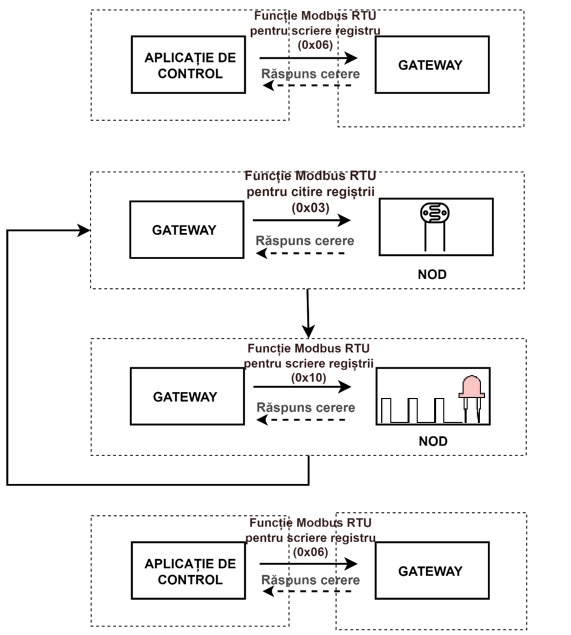 Funcție Modbus RTU
pentru scriere registru
(0x06)
APLICAȚIE DE
CONTROL
Răspuns cerere
GATEWAY
Funcție Modbus RTU
pentru citire regiștrii
(0x03)
GATEWAY
Răspuns cerere
NOD
Funcție Modbus RTU
pentru scriere regiștrii
(0x10)
GATEWAY
Răspuns cerere
NOD
Funcție Modbus RTU
pentru scriere registru
(0x06)
APLICAȚIE DE
CONTROL
Răspuns cerere
GATEWAY